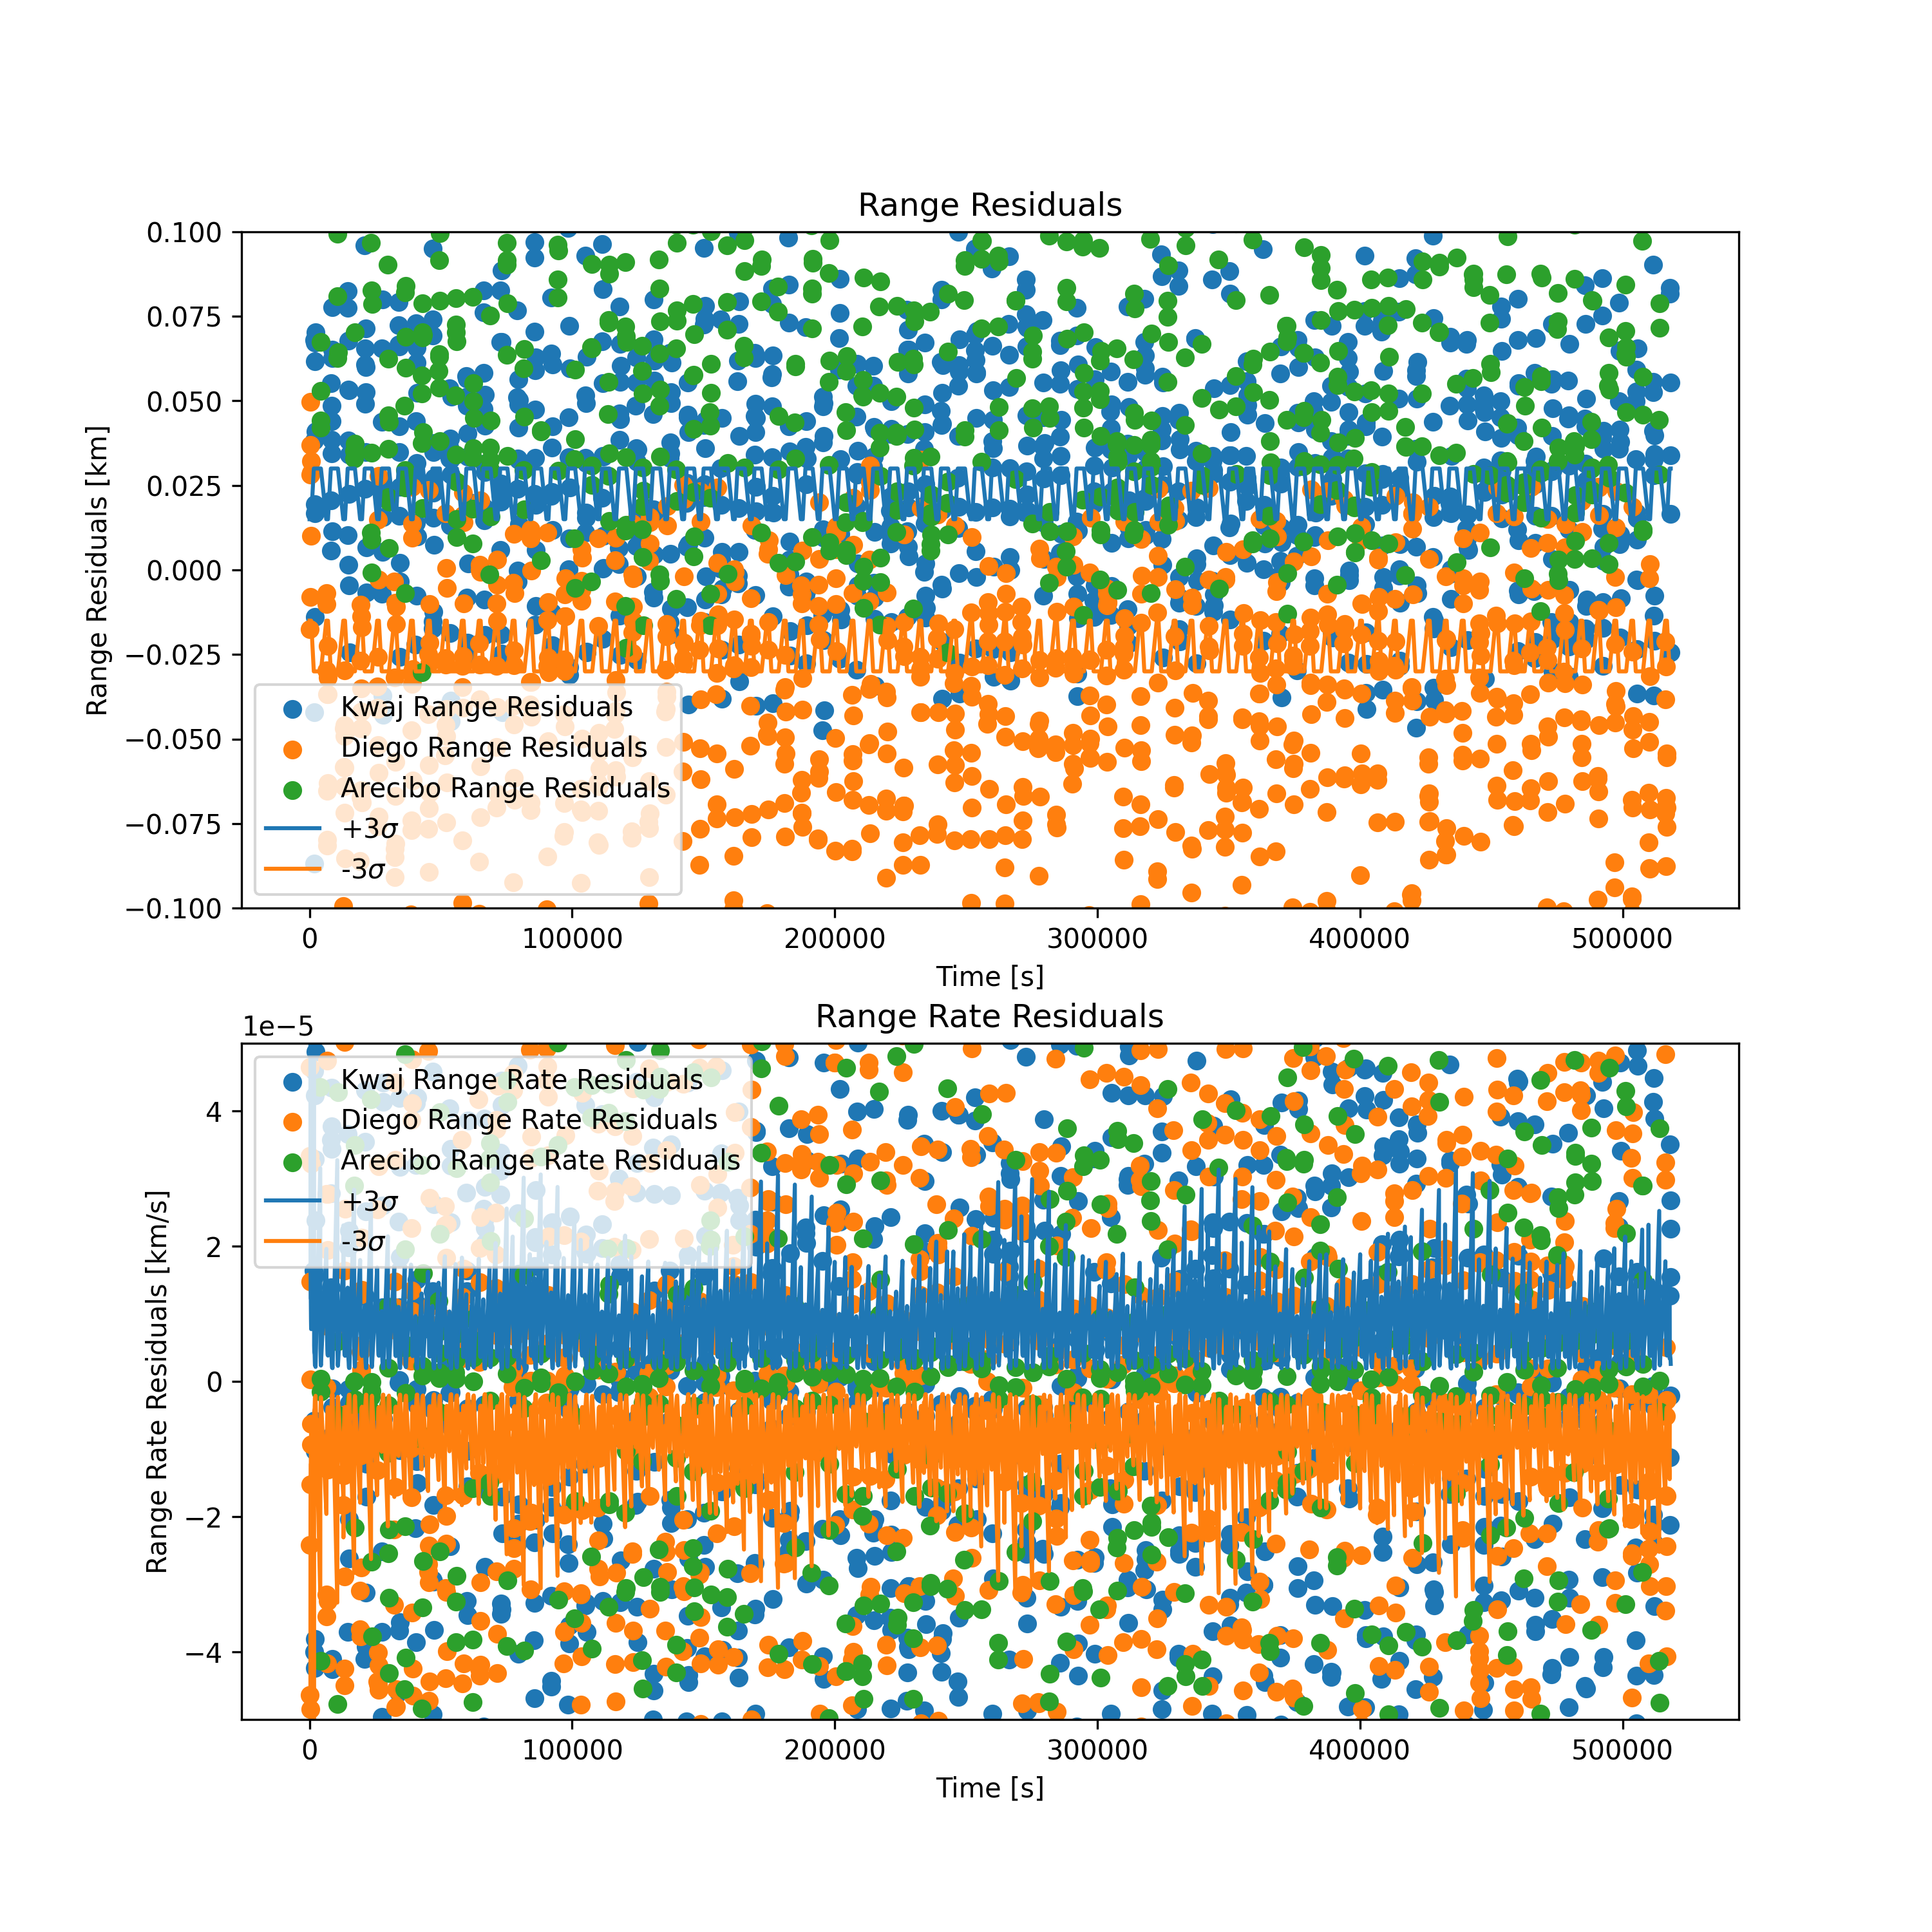 Range Residuals
0.100
0.075
0.050
0.025
0.000
−0.025
−0.050
−0.075
−0.100
Range Residuals [km]
Kwaj Range Residuals
Diego Range Residuals
Arecibo Range Residuals
+3σ
-3σ
0 100000 200000 300000 400000 500000
Time [s]
Range Rate Residuals
1e−5
4
2
0
−2
−4
Range Rate Residuals [km/s]
Kwaj Range Rate Residuals
Diego Range Rate Residuals
Arecibo Range Rate Residuals
+3σ
-3σ
0 100000 200000 300000 400000 500000
Time [s]